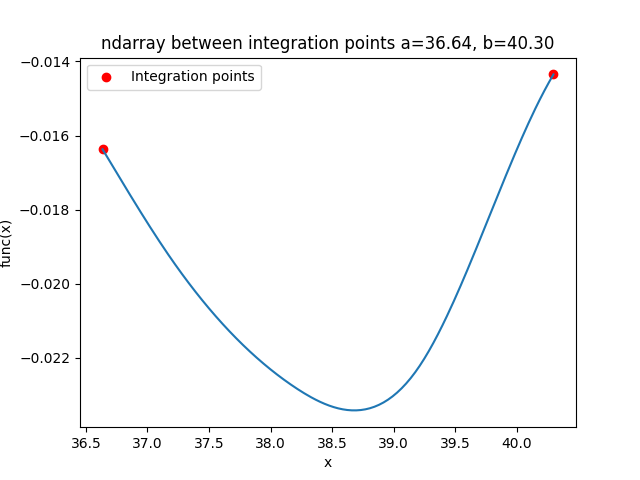 ndarray between integration points a=36.64, b=40.30
Integration points
−0.014
−0.016
−0.018
−0.020
−0.022
func(x)
36.5 37.0 37.5 38.0 38.5 39.0 39.5 40.0
x